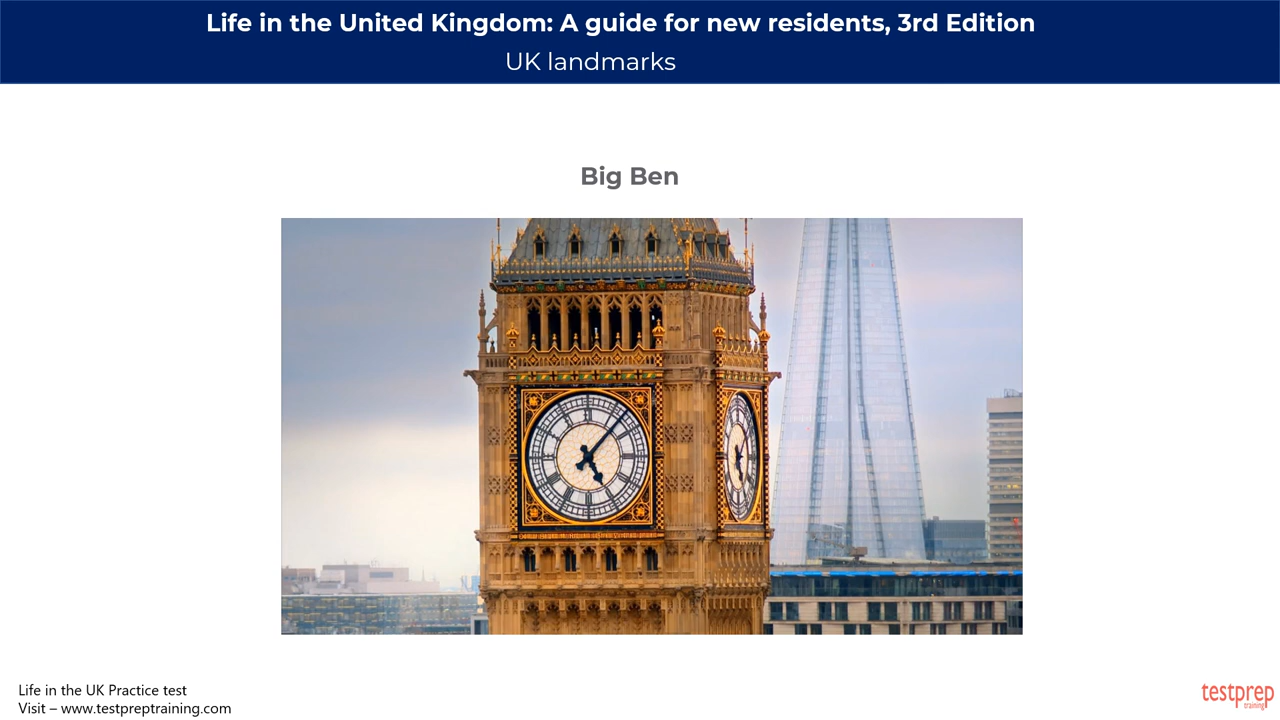 Life in the United Kingdom: A guide for new residents, 3rd Edition
UK landmarks
Big Ben
Life in the UK Practice test
Visit – www.testpreptraining.com
testprep
training